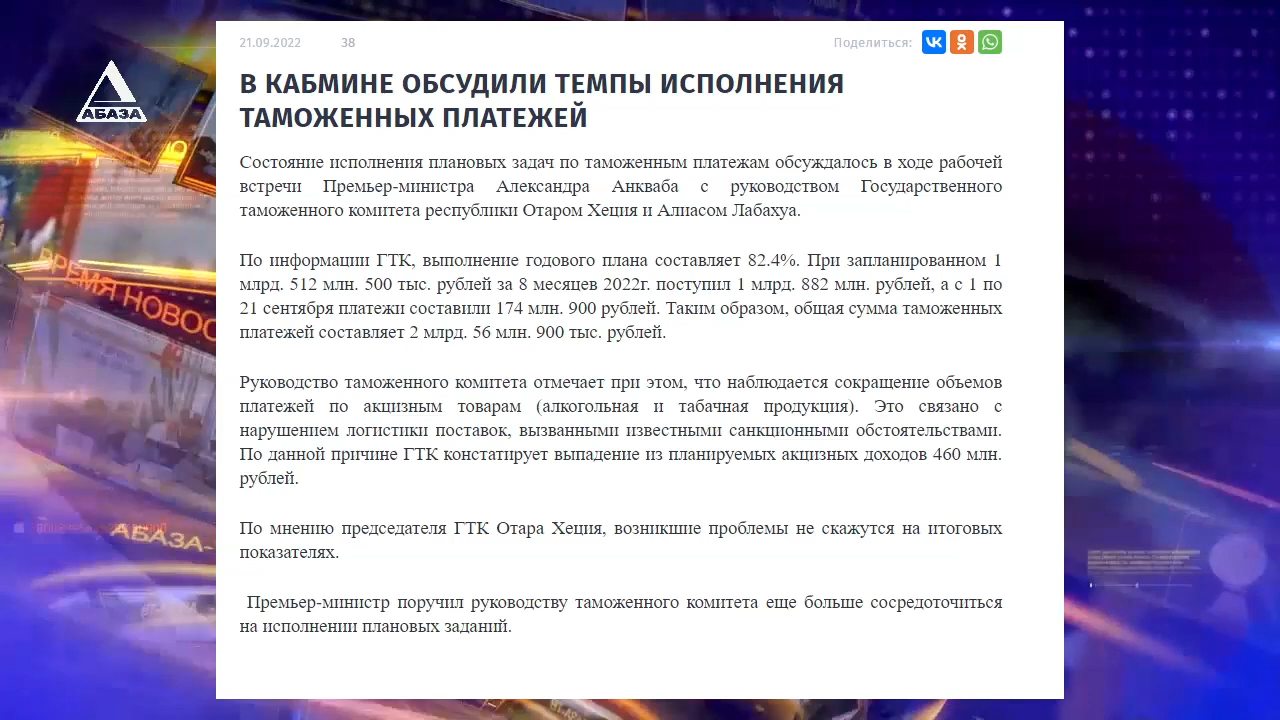 21.09.2022 38 Поделиться:
АБАЗА
В КАБМИНЕ ОБСУДИЛИ ТЕМПЫ ИСПОЛНЕНИЯ
ТАМОЖЕННЫХ ПЛАТЕЖЕЙ
Состояние исполнения плановых задач по таможенным платежам обсуждалось в ходе рабочей
встречи Премьер-министра Александра Анкваба с руководством Государственного
таможенного комитета республики Отаром Хеция и Алиасом Лабахуа.
По информации ГТК, выполнение годового плана составляет 82.4%. При запланированном 1
млрд. 512 млн. 500 тыс. рублей за 8 месяцев 2022г. поступил 1 млрд. 882 млн. рублей, а с 1 по
21 сентября платежи составили 174 млн. 900 рублей. Таким образом, общая сумма таможенных
платежей составляет 2 млрд. 56 млн. 900 тыс. рублей.
Руководство таможенного комитета отмечает при этом, что наблюдается сокращение объемов
платежей по акцизным товарам (алкогольная и табачная продукция). Это связано с
нарушением логистики поставок, вызванными известными санкционными обстоятельствами.
По данной причине ГТК констатирует выпадение из планируемых акцизных доходов 460 млн.
рублей.
По мнению председателя ГТК Отара Хеция, возникшие проблемы не скажутся на итоговых
показателях.
Премьер-министр поручил руководству таможенного комитета еще больше сосредоточиться
на исполнении плановых заданий.
ВРЕМЯ НОВОС
АБАЗА-